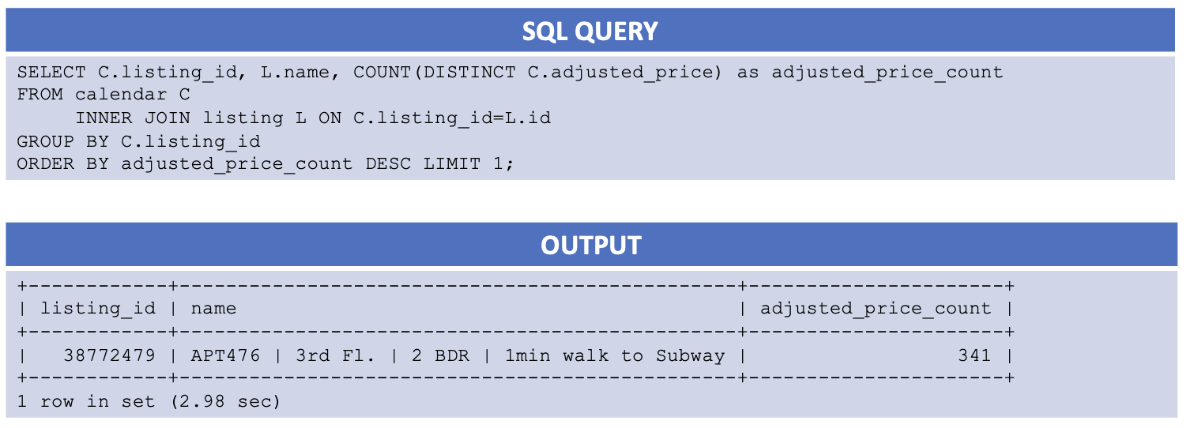 SQL QUERY
SELECT C.listing_id, L.name, COUNT(DISTINCT C.adjusted_price) as adjusted_price_count
FROM calendar C
     INNER JOIN listing L ON C.listing_id=L.id
GROUP BY C.listing_id
ORDER BY adjusted_price_count DESC LIMIT 1;
OUTPUT
+------------+-------------------------------------------------+----------------------+
| listing_id | name                                            | adjusted_price_count |
+------------+-------------------------------------------------+----------------------+
|   38772479 | APT476 | 3rd Fl. | 2 BDR | 1min walk to Subway |                  341 |
+------------+-------------------------------------------------+----------------------+
1 row in set (2.98 sec)